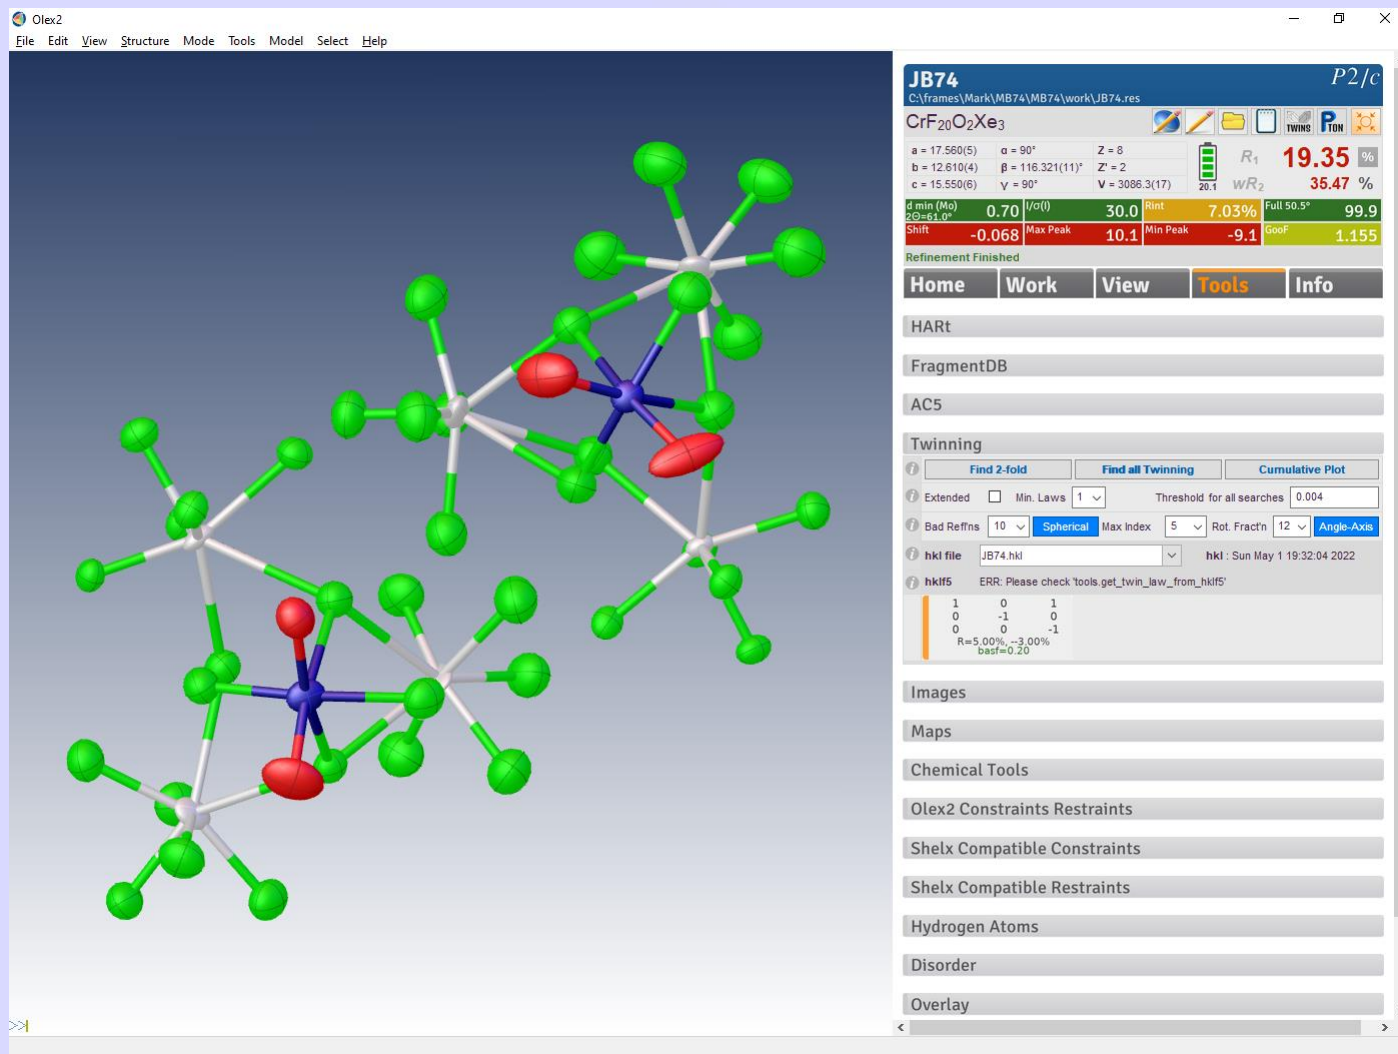 Olex2
File Edit View Structure Mode Tools Model Select Help
JB74 P2/c
C:\frames\Mark\MB74\MB74\work\JB74.res
CrF20O2Xe3 TWINS PTON
a = 17.560(5) α = 90° Z = 8
b = 12.610(4) β = 116.321(11)° Z' = 2
c = 15.550(6) γ = 90° V = 3086.3(17)
20.1
R1 19.35 %
wR2 35.47 %
d min (Mo) 2Θ=61.0° 0.70 I/σ(I) 30.0 Rint 7.03% Full 50.5° 99.9
Shift -0.068 Max Peak 10.1 Min Peak -9.1 GooF 1.155
Refinement Finished
Home Work View Tools Info
HARt
FragmentDB
AC5
Twinning
Find 2-fold Find all Twinning Cumulative Plot
Extended Min. Laws 1 Threshold for all searches 0.004
Bad Refl'ns 10 Spherical Max Index 5 Rot. Fract'n 12 Angle-Axis
hkl file JB74.hkl hkl : Sun May 1 19:32:04 2022
hklf5 ERR: Please check 'tools.get_twin_law_from_hklf5'
1 0 1
0 -1 0
0 0 -1
R=5.00%, --3.00%
basf=0.20
Images
Maps
Chemical Tools
Olex2 Constraints Restraints
Shelx Compatible Constraints
Shelx Compatible Restraints
Hydrogen Atoms
Disorder
Overlay
>>